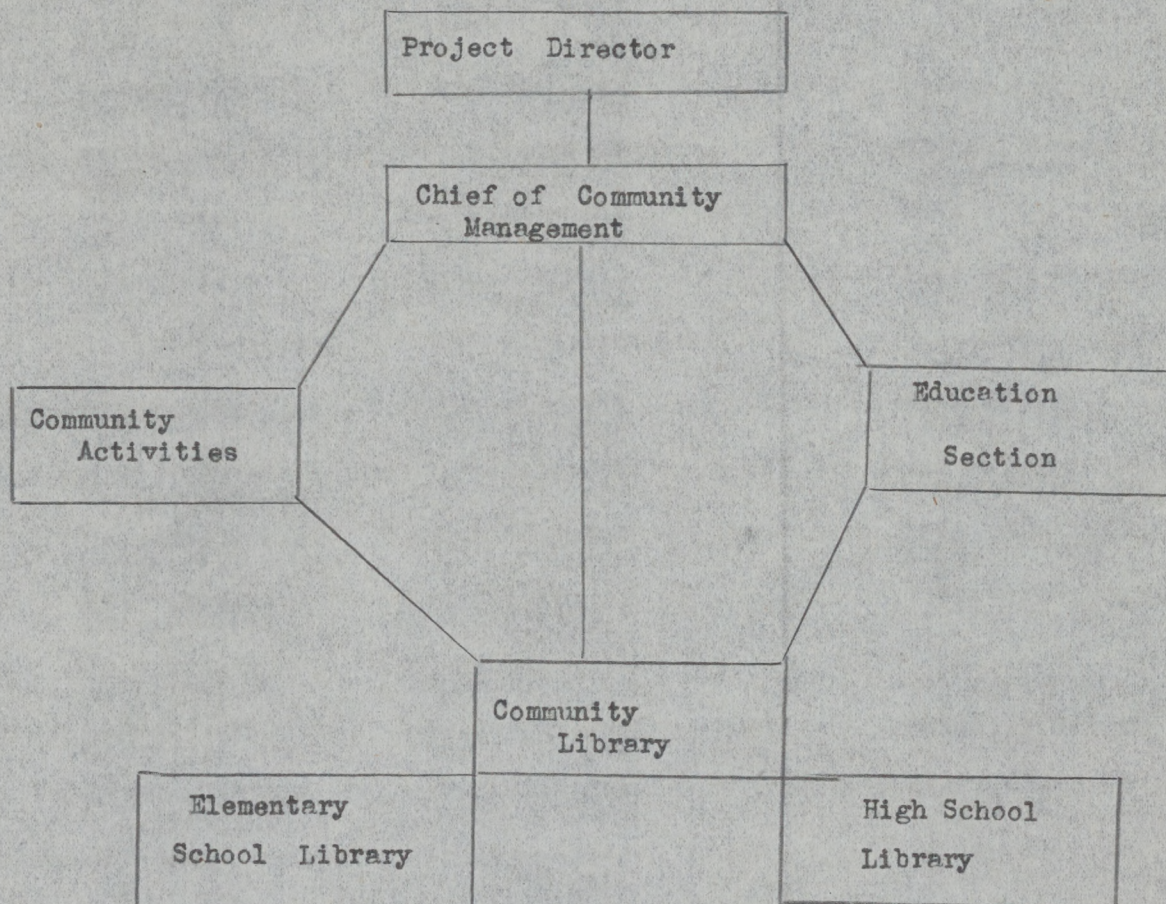 Project Director
Chief of Community
Management
Community
Activities
Education
Section
Community
Library
Elementary
School Library
High School
Library